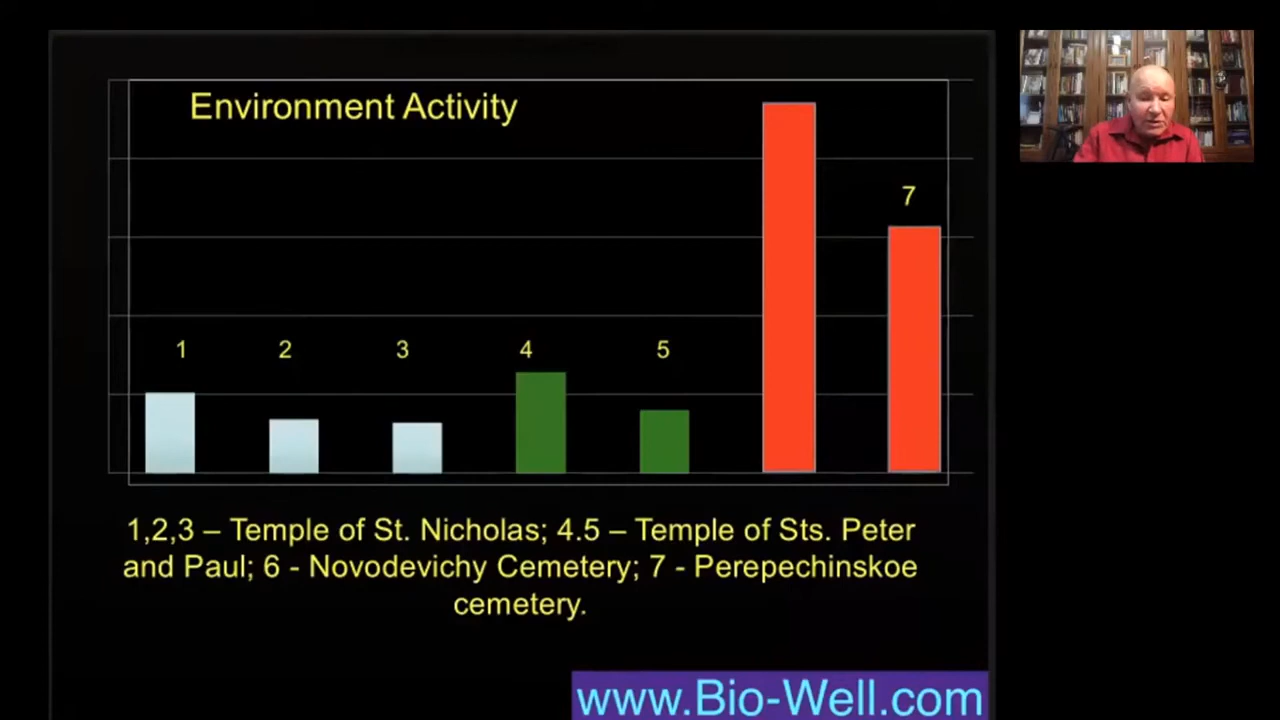 Environment Activity
7
1 2 3 4 5
1,2,3 – Temple of St. Nicholas; 4.5 – Temple of Sts. Peter
and Paul; 6 - Novodevichy Cemetery; 7 - Perepechinskoe
cemetery.
www.Bio-Well.com